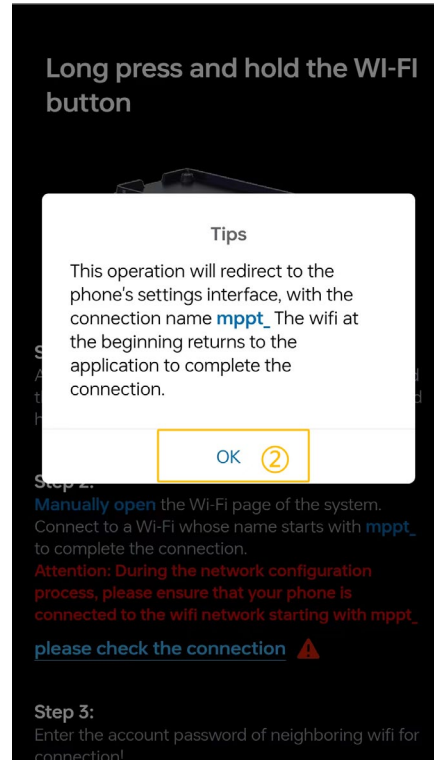 Long press and hold the WI-FI
button
Tips
This operation will redirect to the
phone's settings interface, with the
connection name mppt_ The wifi at
the beginning returns to the
application to complete the
connection.
OK ②
Step 2:
Manually open the Wi-Fi page of the system.
Connect to a Wi-Fi whose name starts with mppt_
to complete the connection.
Attention: During the network configuration
process, please ensure that your phone is
connected to the wifi network starting with mppt_
please check the connection
Step 3:
Enter the account password of neighboring wifi for
connection!